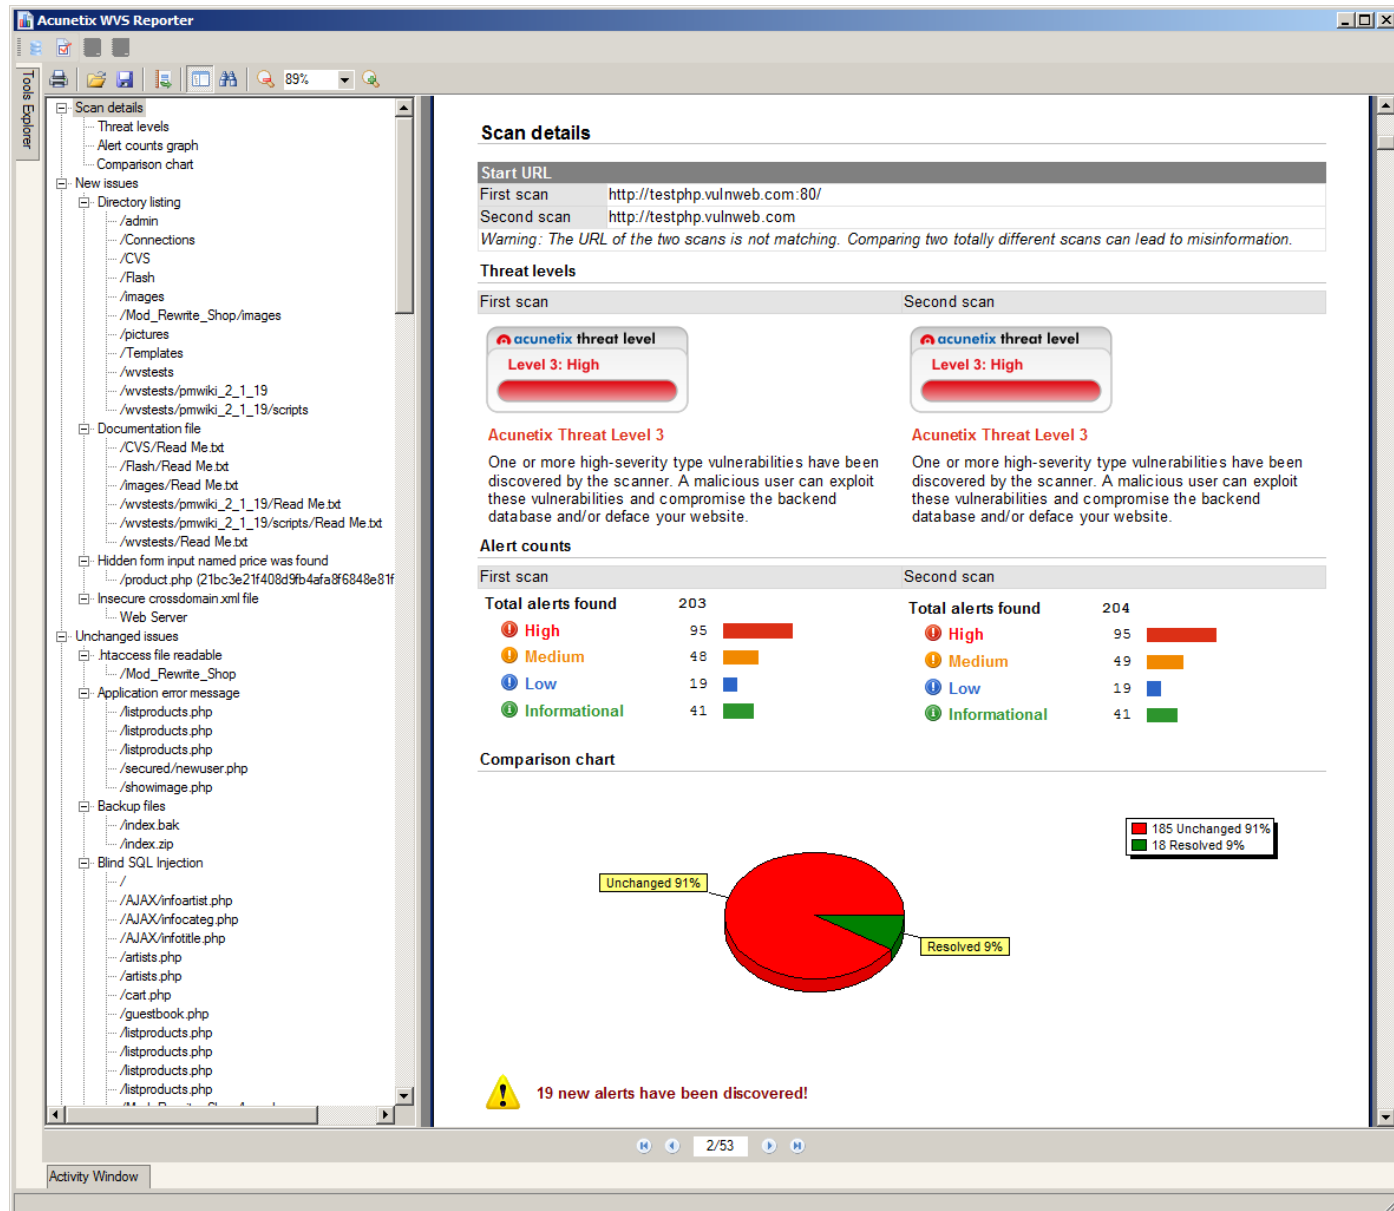 Acunetix WVS Reporter
89%
Tools Explorer
Scan details
Threat levels
Alert counts graph
Comparison chart
New issues
Directory listing
/admin
/Connections
/CVS
/Flash
/images
/Mod_Rewrite_Shop/images
/pictures
/Templates
/wvstests
/wvstests/pmwiki_2_1_19
/wvstests/pmwiki_2_1_19/scripts
Documentation file
/CVS/Read Me.txt
/Flash/Read Me.txt
/images/Read Me.txt
/wvstests/pmwiki_2_1_19/Read Me.txt
/wvstests/pmwiki_2_1_19/scripts/Read Me.txt
/wvstests/Read Me.txt
Hidden form input named price was found
/product.php (21bc3e21f408d9fb4afa8f6848e81f
Insecure crossdomain.xml file
Web Server
Unchanged issues
.htaccess file readable
/Mod_Rewrite_Shop
Application error message
/listproducts.php
/listproducts.php
/listproducts.php
/secured/newuser.php
/showimage.php
Backup files
/index.bak
/index.zip
Blind SQL Injection
/
/AJAX/infoartist.php
/AJAX/infocateg.php
/AJAX/infotitle.php
/artists.php
/artists.php
/cart.php
/guestbook.php
/listproducts.php
/listproducts.php
/listproducts.php
/listproducts.php
Scan details
Start URL
First scan http://testphp.vulnweb.com:80/
Second scan http://testphp.vulnweb.com
Warning: The URL of the two scans is not matching. Comparing two totally different scans can lead to misinformation.
Threat levels
First scan Second scan
acunetix threat level
Level 3: High
Acunetix Threat Level 3
One or more high-severity type vulnerabilities have been
discovered by the scanner. A malicious user can exploit
these vulnerabilities and compromise the backend
database and/or deface your website.
acunetix threat level
Level 3: High
Acunetix Threat Level 3
One or more high-severity type vulnerabilities have been
discovered by the scanner. A malicious user can exploit
these vulnerabilities and compromise the backend
database and/or deface your website.
Alert counts
First scan Second scan
Total alerts found 203
High 95
Medium 48
Low 19
Informational 41
Total alerts found 204
High 95
Medium 49
Low 19
Informational 41
Comparison chart
185 Unchanged 91%
18 Resolved 9%
Unchanged 91%
Resolved 9%
19 new alerts have been discovered!
2/53
Activity Window